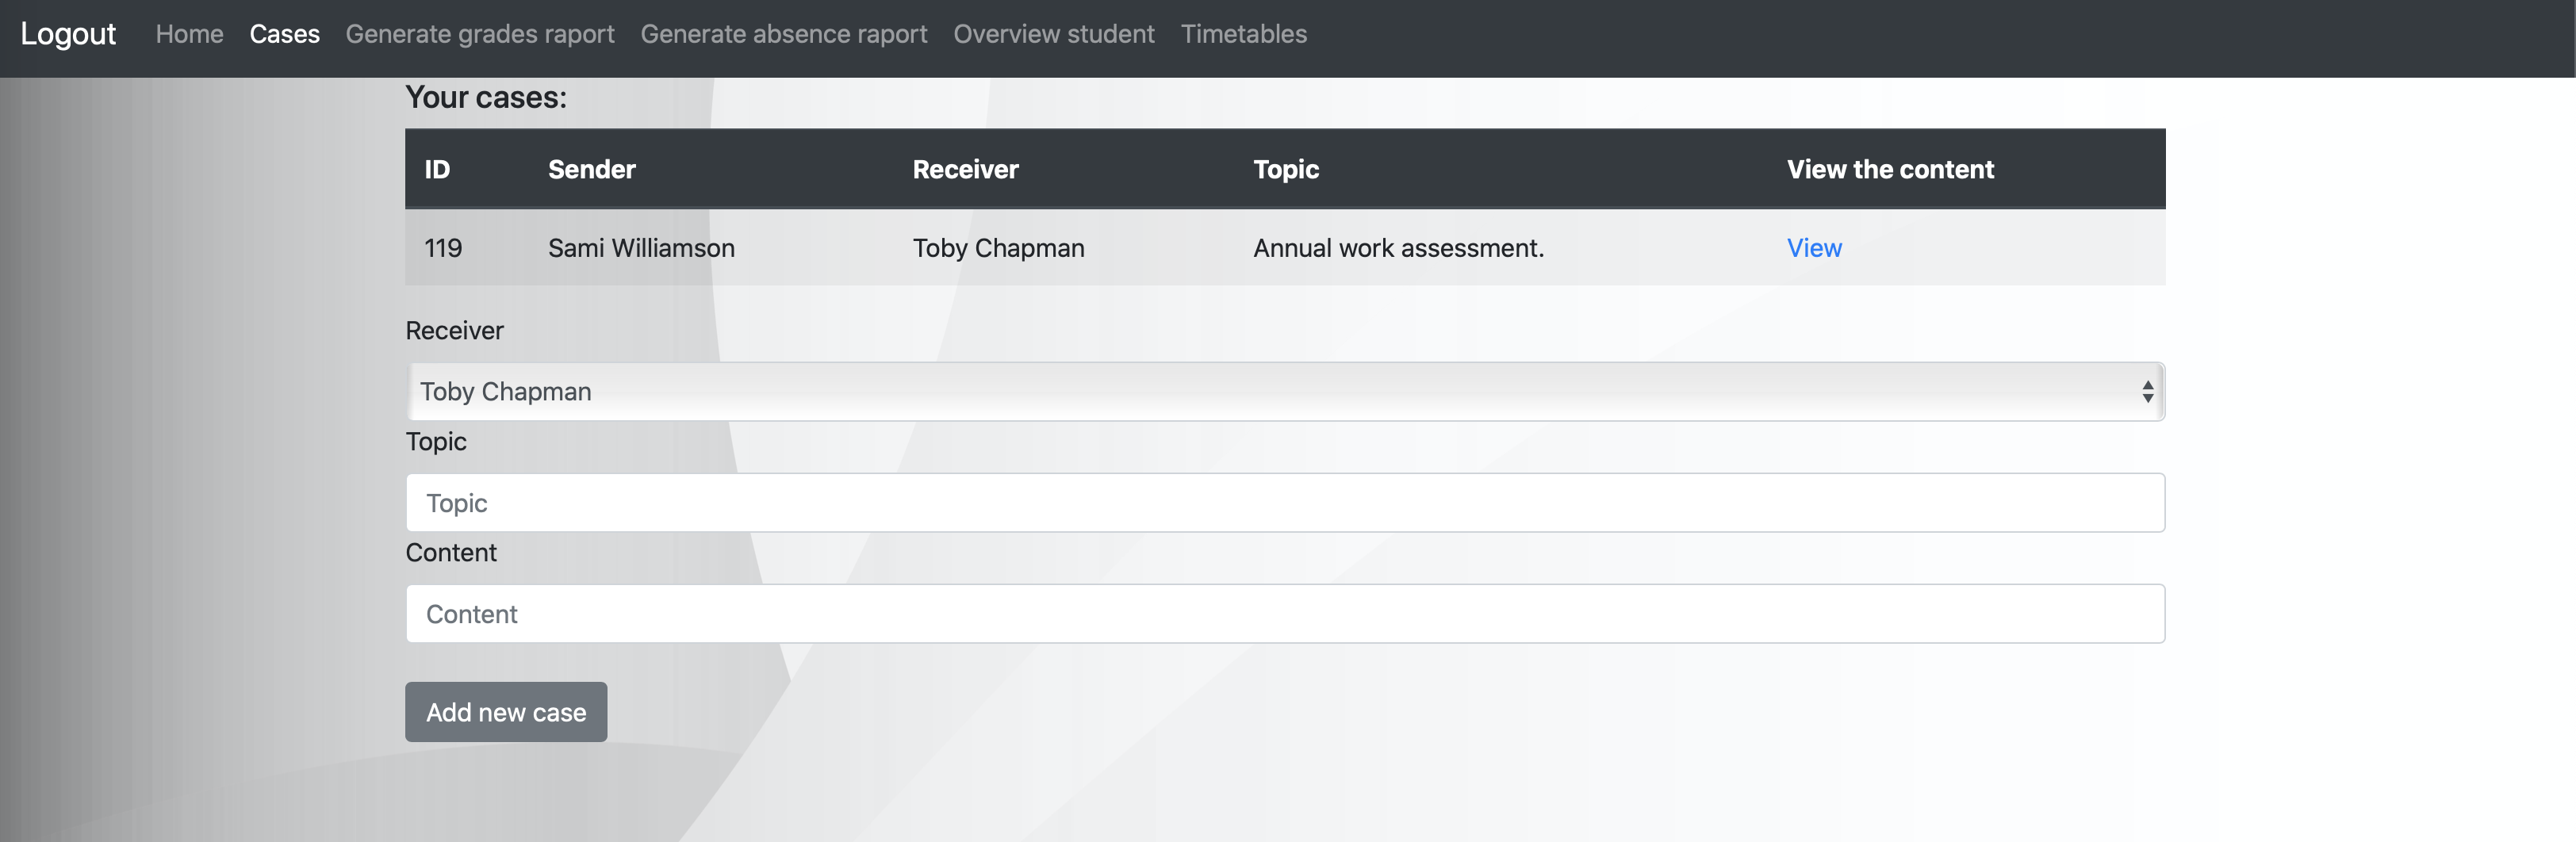 Logout Home Cases Generate grades raport Generate absence raport Overview student Timetables
Your cases:
ID Sender Receiver Topic View the content
119 Sami Williamson Toby Chapman Annual work assessment. View
Receiver
Toby Chapman
Topic
Topic
Content
Content
Add new case